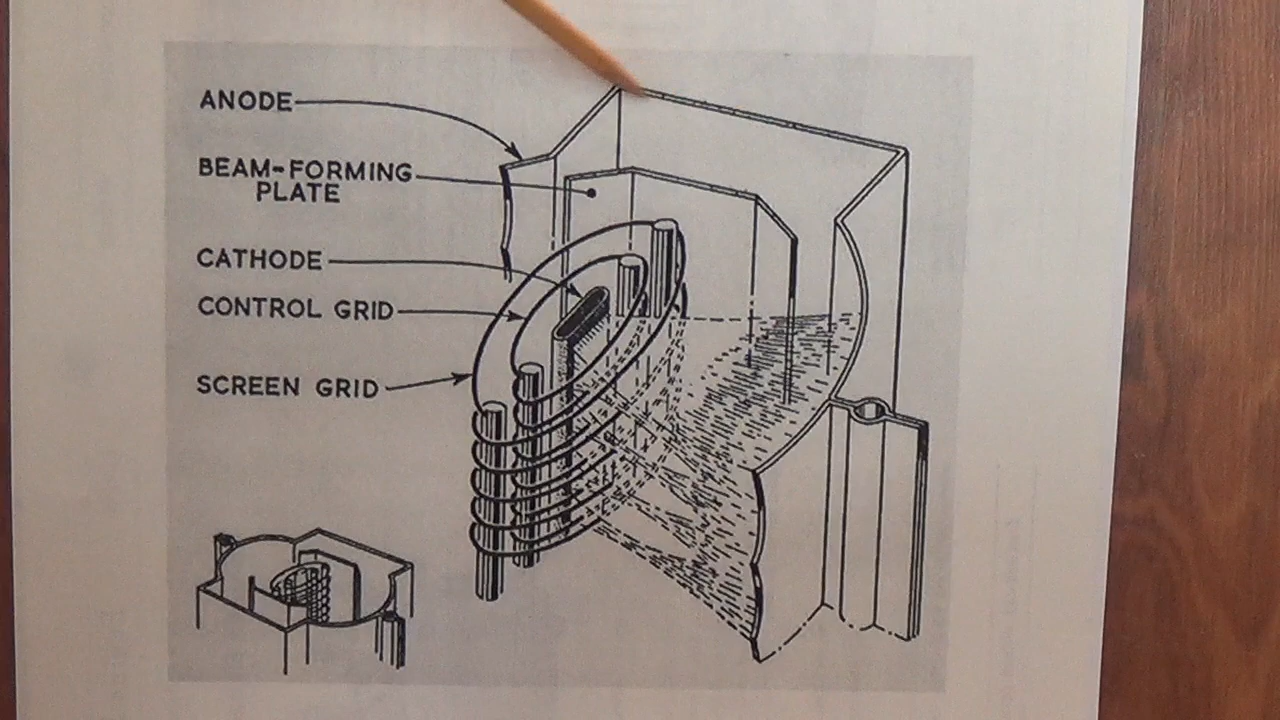 ANODE
BEAM-FORMING
PLATE
CATHODE
CONTROL GRID
SCREEN GRID